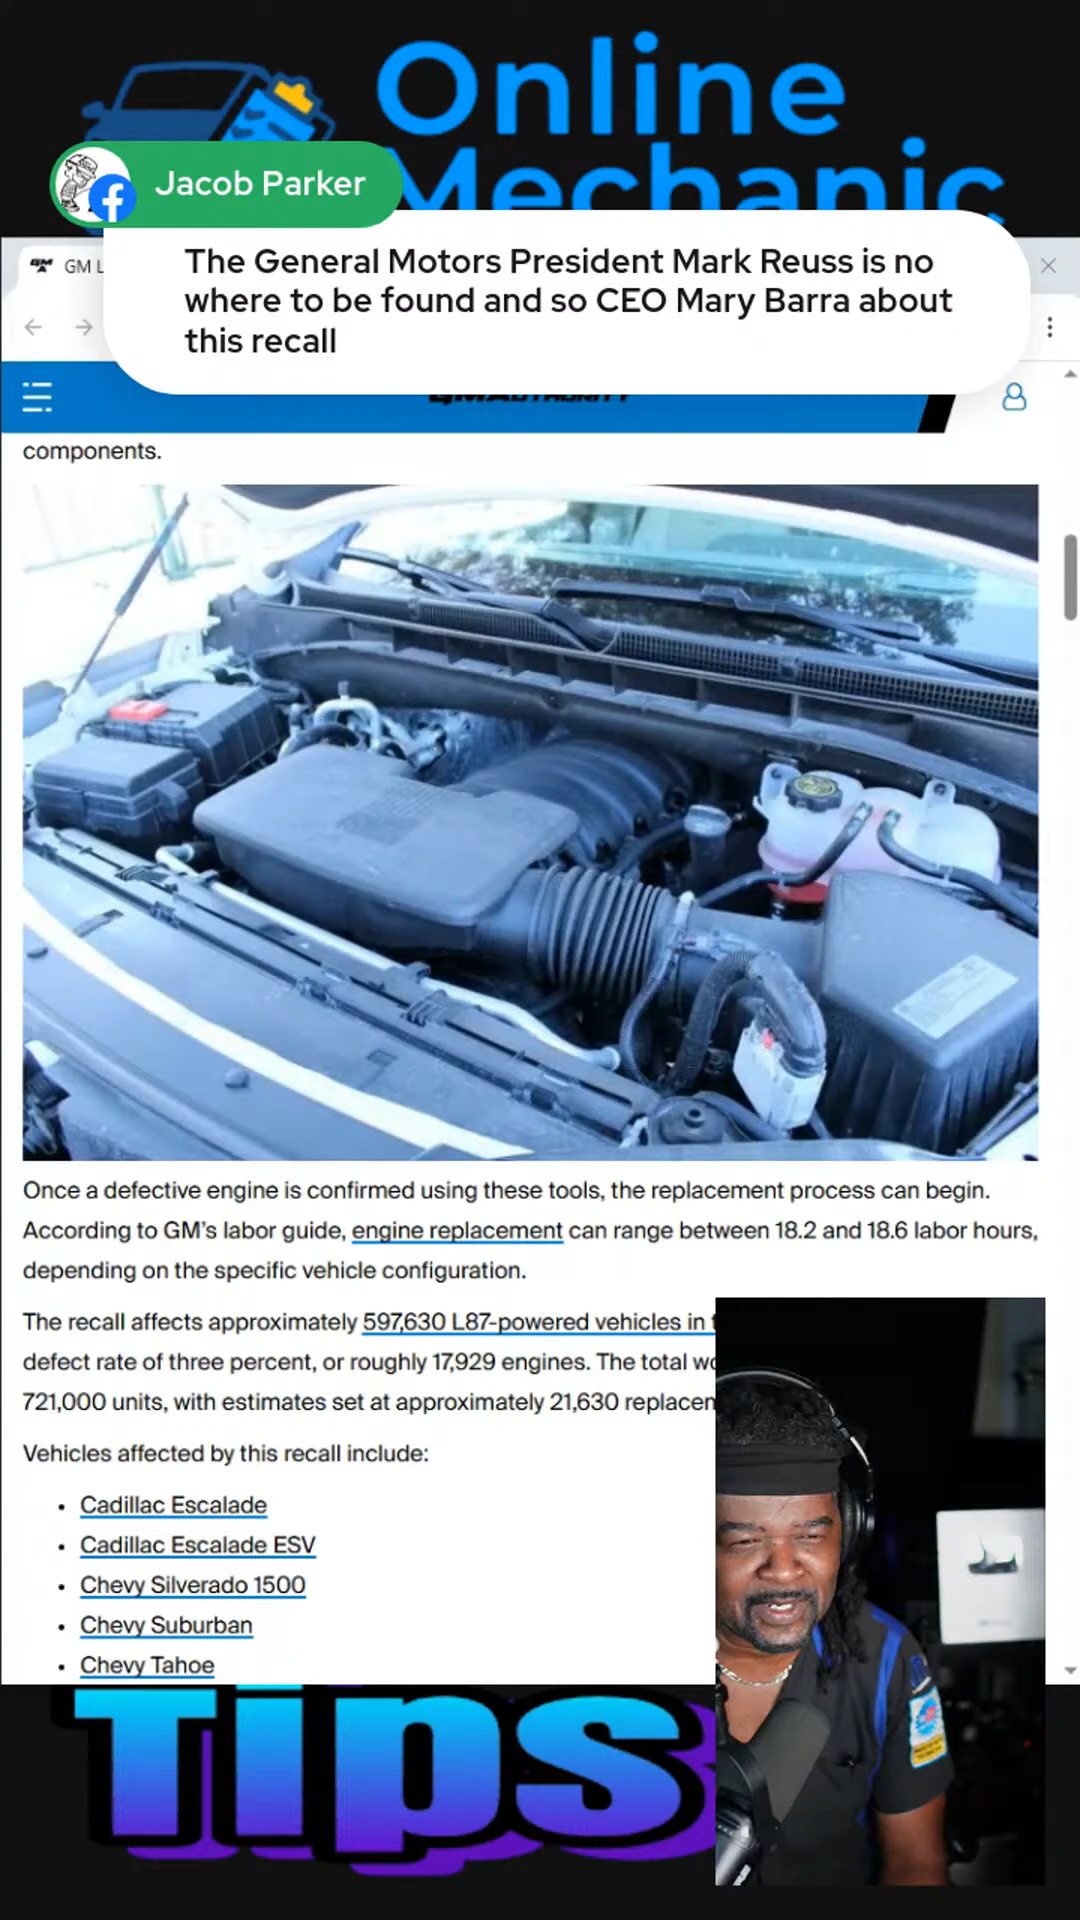 Online
Mechanic
Jacob Parker
The General Motors President Mark Reuss is no
where to be found and so CEO Mary Barra about
this recall
GM L
components.
Once a defective engine is confirmed using these tools, the replacement process can begin.
According to GM's labor guide, engine replacement can range between 18.2 and 18.6 labor hours,
depending on the specific vehicle configuration.
The recall affects approximately 597,630 L87-powered vehicles in
defect rate of three percent, or roughly 17,929 engines. The total
721,000 units, with estimates set at approximately 21,630
Vehicles affected by this recall include:
• Cadillac Escalade
• Cadillac Escalade ESV
• Chevy Silverado 1500
• Chevy Suburban
• Chevy Tahoe
Tips